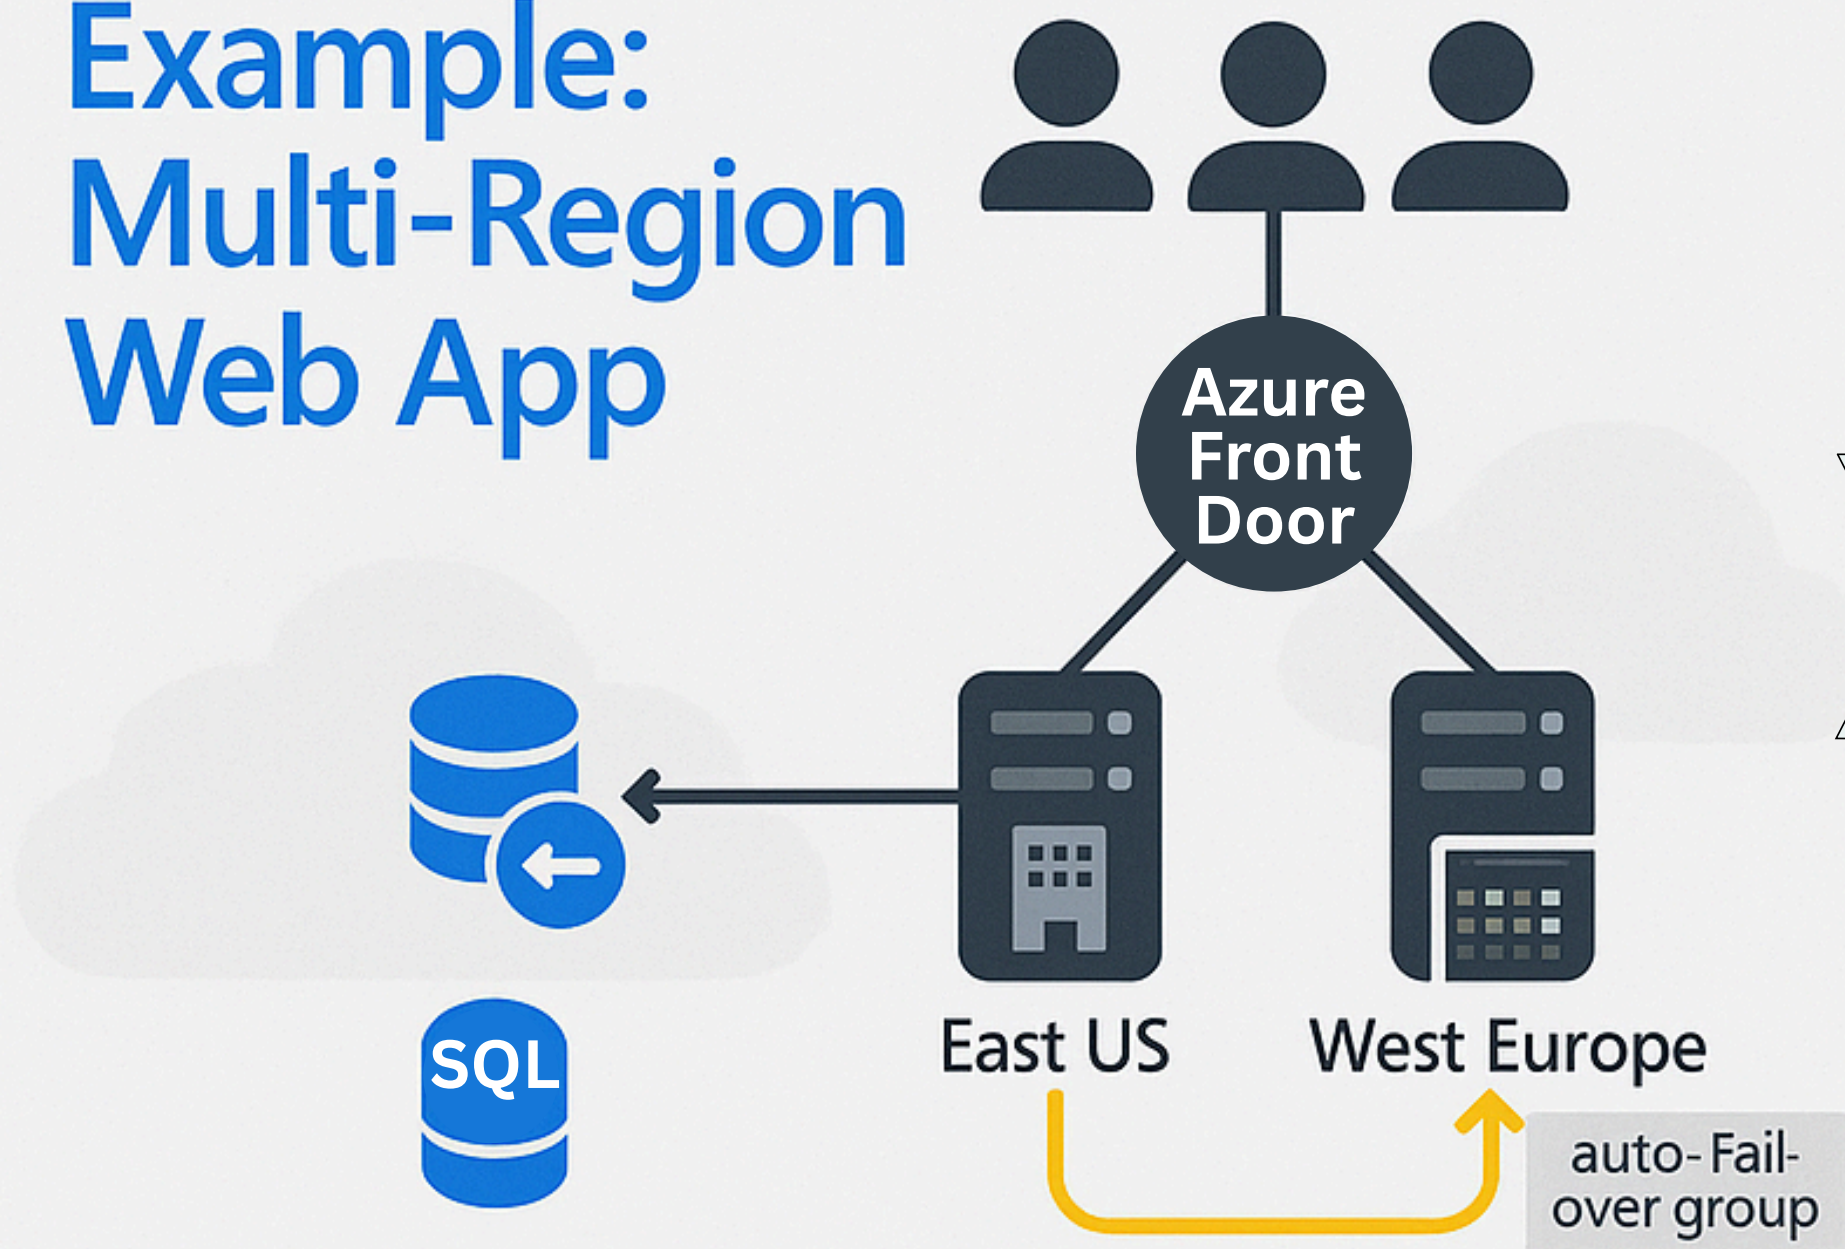 Example:
Multi-Region
Web App
Azure
Front
Door
SQL
East US
West Europe
auto-Fail-
over group